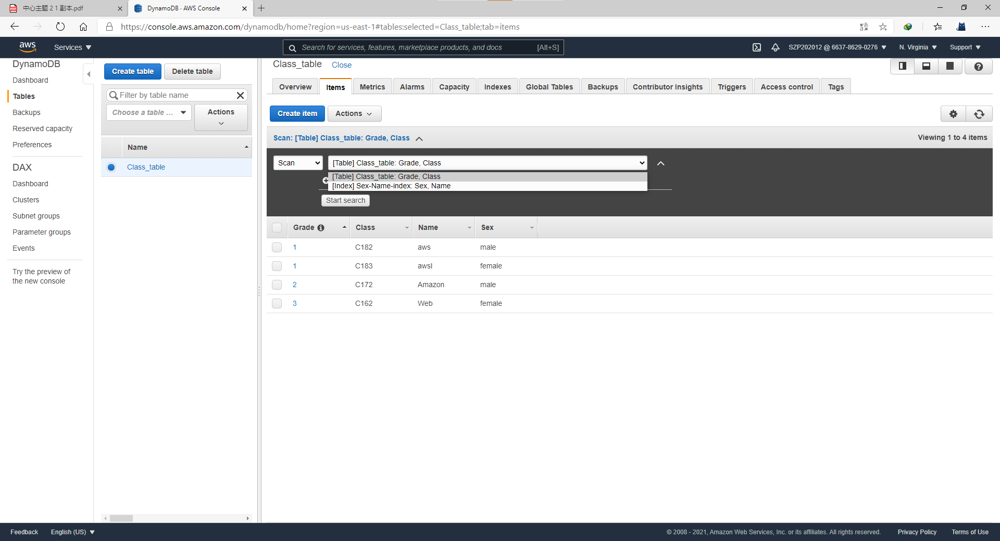 中心主题 2 1 副本.pdf
DynamoDB · AWS Console
https://console.aws.amazon.com/dynamodb/home?region=us-east-1#tables:selected=Class_table;tab=items
aws
Services
Search for services, features, marketplace products, and docs [Alt+S]
SZP202012 @ 6637-8629-0276
N. Virginia
Support
DynamoDB
Dashboard
Tables
Backups
Reserved capacity
Preferences
DAX
Dashboard
Clusters
Subnet groups
Parameter groups
Events
Try the preview of
the new console
Create table Delete table
Filter by table name
Choose a table ... Actions
Name
Class_table
Class_table Close
Overview Items Metrics Alarms Capacity Indexes Global Tables Backups Contributor Insights Triggers Access control Tags
Create item Actions
Scan: [Table] Class_table: Grade, Class Viewing 1 to 4 items
Scan [Table] Class_table: Grade, Class
[Table] Class_table: Grade, Class
[Index] Sex-Name-index: Sex, Name
Start search
Grade Class Name Sex
1 C182 aws male
1 C183 awsl female
2 C172 Amazon male
3 C162 Web female
Feedback English (US) © 2008 - 2021, Amazon Web Services, Inc. or its affiliates. All rights reserved. Privacy Policy Terms of Use